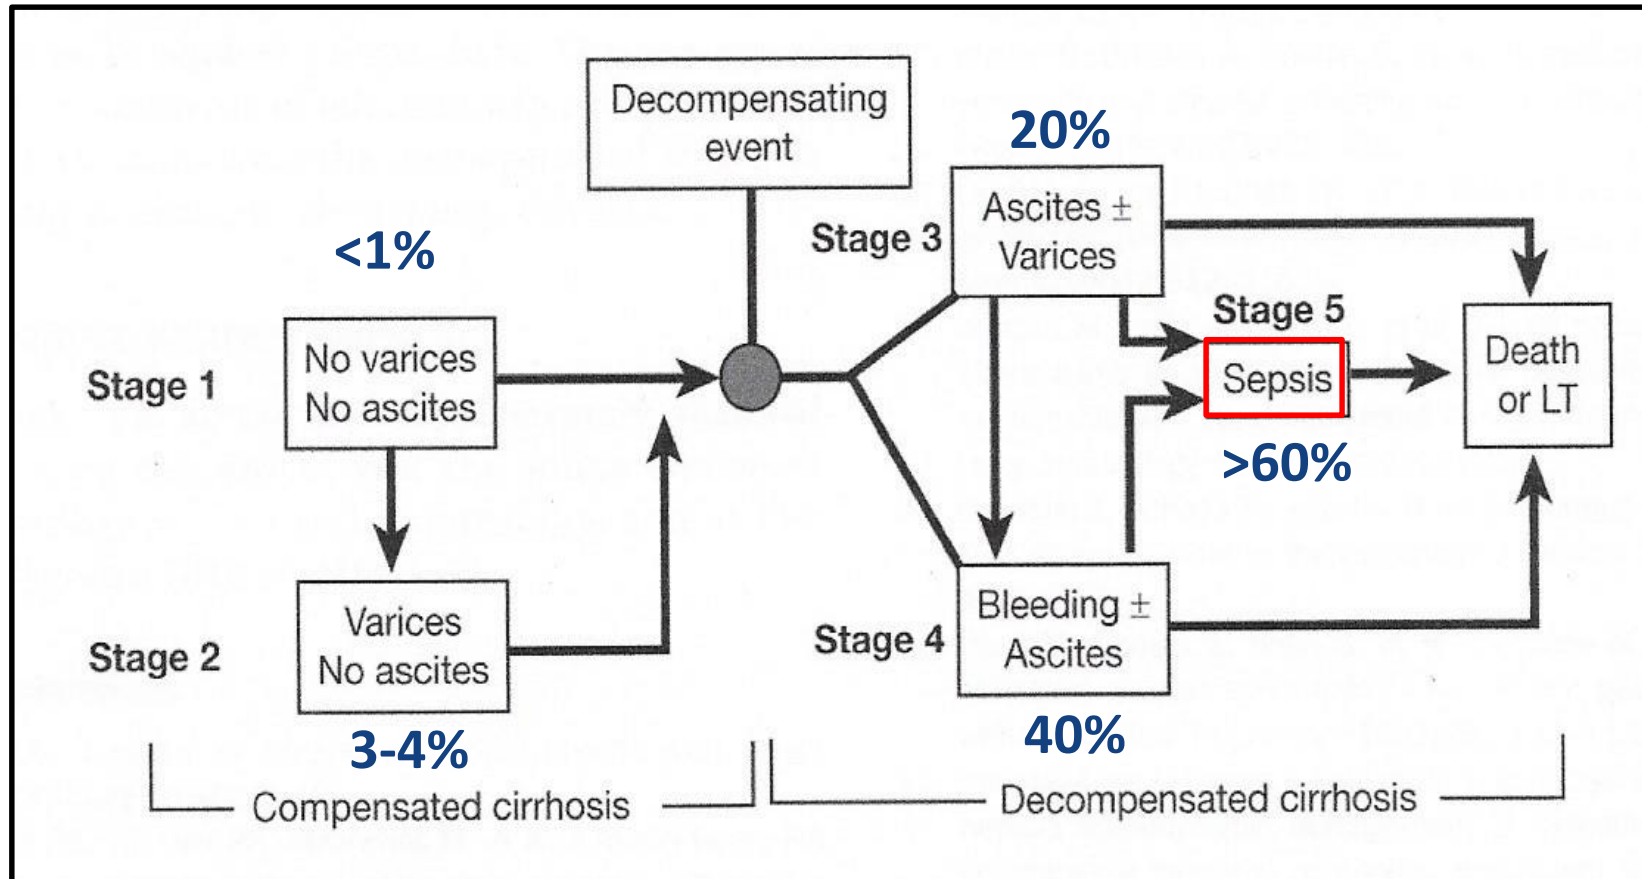 Decompensating
event
<1%
Stage 1
No varices
No ascites
Stage 2
Varices
No ascites
3-4%
Compensated cirrhosis
20%
Stage 3
Ascites ±
Varices
Stage 4
Bleeding ±
Ascites
40%
Stage 5
Sepsis
>60%
Death
or LT
Decompensated cirrhosis